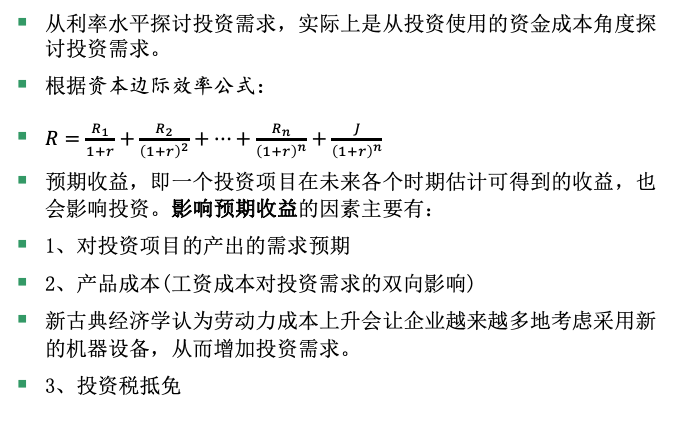 从利率水平探讨投资需求，实际上是从投资使用的资金成本角度探
讨投资需求。
根据资本边际效率公式：
R = R₁/(1+r) + R₂/(1+r)² + ⋯ + Rₙ/(1+r)ⁿ + J/(1+r)ⁿ
预期收益，即一个投资项目在未来各个时期估计可得到的收益，也
会影响投资。影响预期收益的因素主要有：
1、对投资项目的产出的需求预期
2、产品成本(工资成本对投资需求的双向影响)
新古典经济学认为劳动力成本上升会让企业越来越多地考虑采用新
的机器设备，从而增加投资需求。
3、投资税抵免